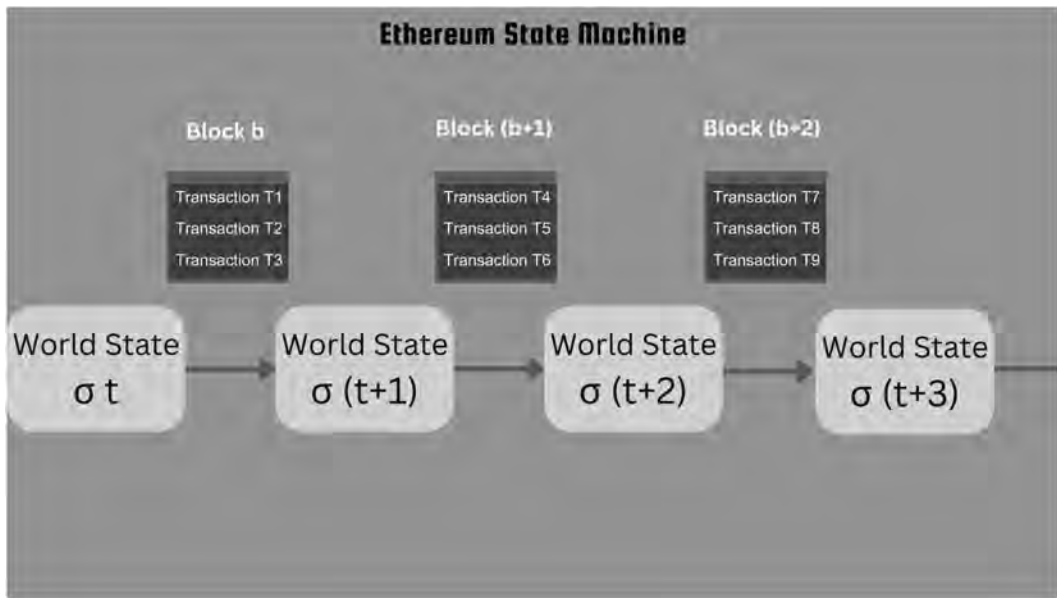 Ethereum State Machine
Block b
Transaction T1
Transaction T2
Transaction T3
Block (b+1)
Transaction T4
Transaction T5
Transaction T6
Block (b+2)
Transaction T7
Transaction T8
Transaction T9
World State
σ t
World State
σ (t+1)
World State
σ (t+2)
World State
σ (t+3)